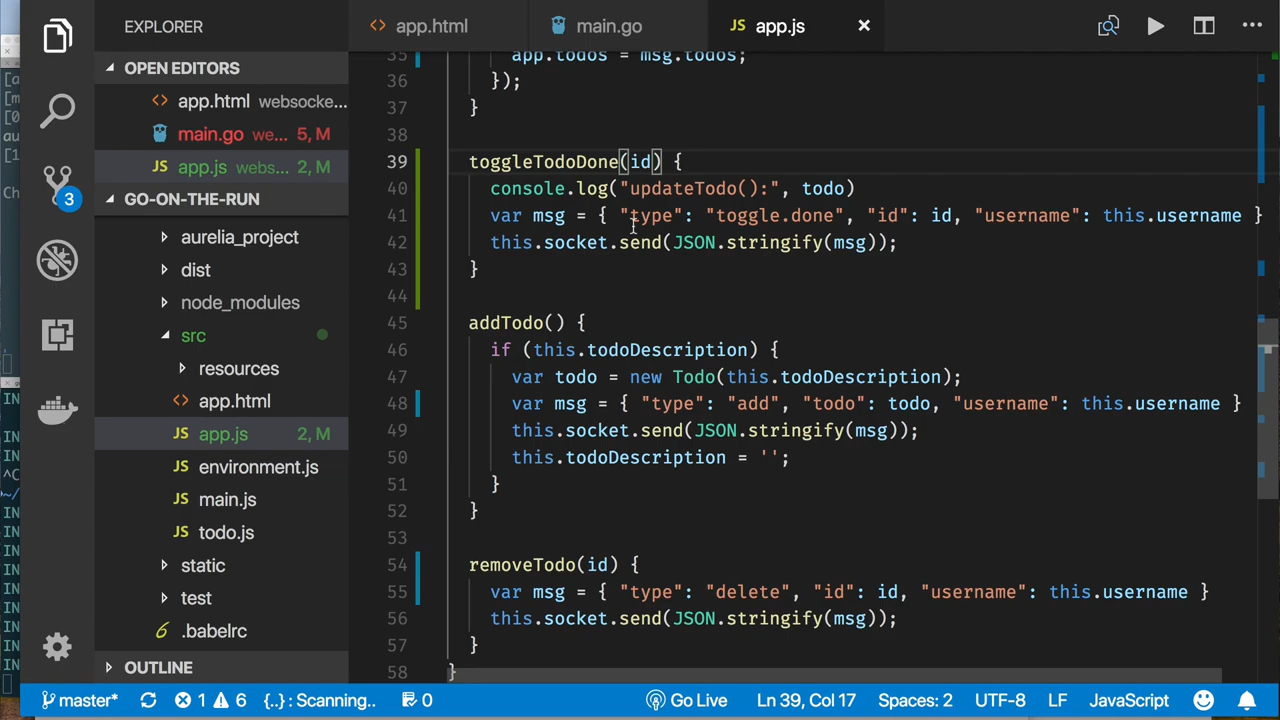 EXPLORER
app.html
main.go
app.js
OPEN EDITORS
app.html websocke...
main.go we... 5, M
app.js webs... 2, M
3
GO-ON-THE-RUN
aurelia_project
dist
node_modules
src
resources
app.html
app.js 2, M
environment.js
main.js
todo.js
static
test
.babelrc
OUTLINE
35 app.todos = msg.todos;
36 });
37 }
38
39 toggleTodoDone(id) {
40 console.log("updateTodo():", todo)
41 var msg = { "type": "toggle.done", "id": id, "username": this.username }
42 this.socket.send(JSON.stringify(msg));
43 }
44
45 addTodo() {
46 if (this.todoDescription) {
47 var todo = new Todo(this.todoDescription);
48 var msg = { "type": "add", "todo": todo, "username": this.username }
49 this.socket.send(JSON.stringify(msg));
50 this.todoDescription = '';
51 }
52 }
53
54 removeTodo(id) {
55 var msg = { "type": "delete", "id": id, "username": this.username }
56 this.socket.send(JSON.stringify(msg));
57 }
58 }
master* 1 6 {..} : Scanning.. 0 Go Live Ln 39, Col 17 Spaces: 2 UTF-8 LF JavaScript